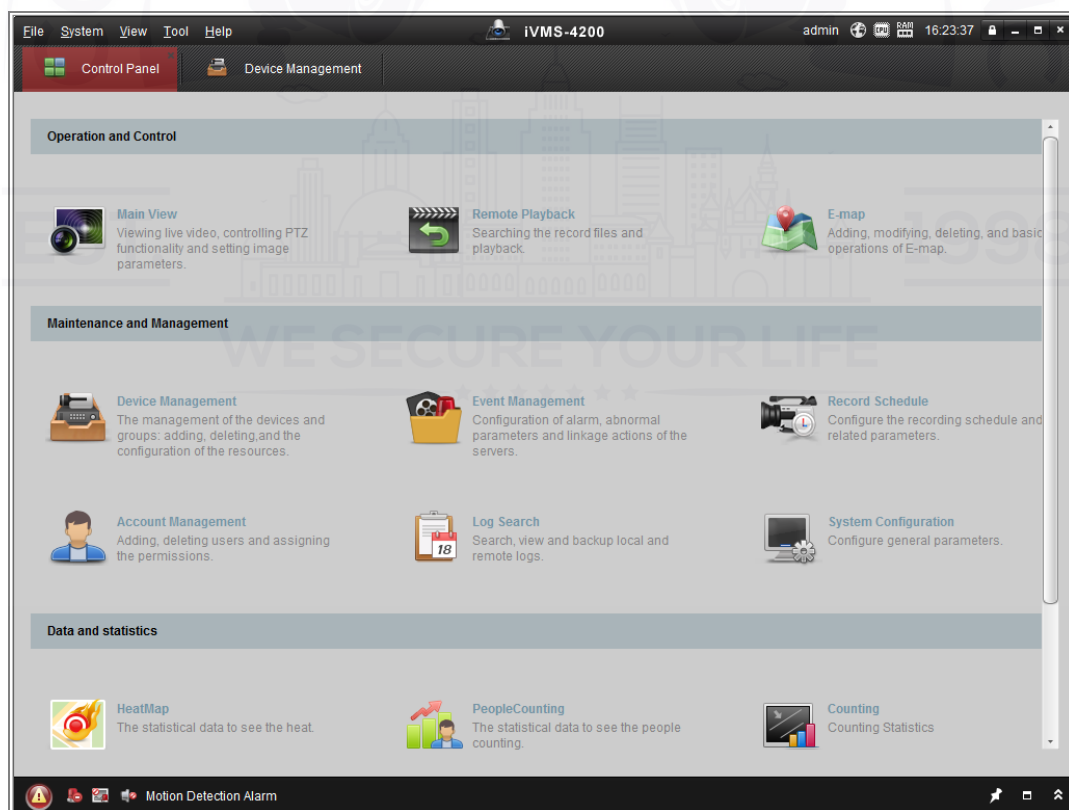 File System View Tool Help iVMS-4200 admin CPU RAM 16:23:37
Control Panel Device Management
Operation and Control
Main View
Viewing live video, controlling PTZ
functionality and setting image
parameters.
Remote Playback
Searching the record files and
playback.
E-map
Adding, modifying, deleting, and basic
operations of E-map.
WE SECURE YOUR LIFE
Maintenance and Management
Device Management
The management of the devices and
groups: adding, deleting,and the
configuration of the resources.
Event Management
Configuration of alarm, abnormal
parameters and linkage actions of the
servers.
Record Schedule
Configure the recording schedule and
related parameters.
Account Management
Adding, deleting users and assigning
the permissions.
Log Search
Search, view and backup local and
remote logs.
18
System Configuration
Configure general parameters.
Data and statistics
HeatMap
The statistical data to see the heat.
PeopleCounting
The statistical data to see the people
counting.
Counting
Counting Statistics
Motion Detection Alarm